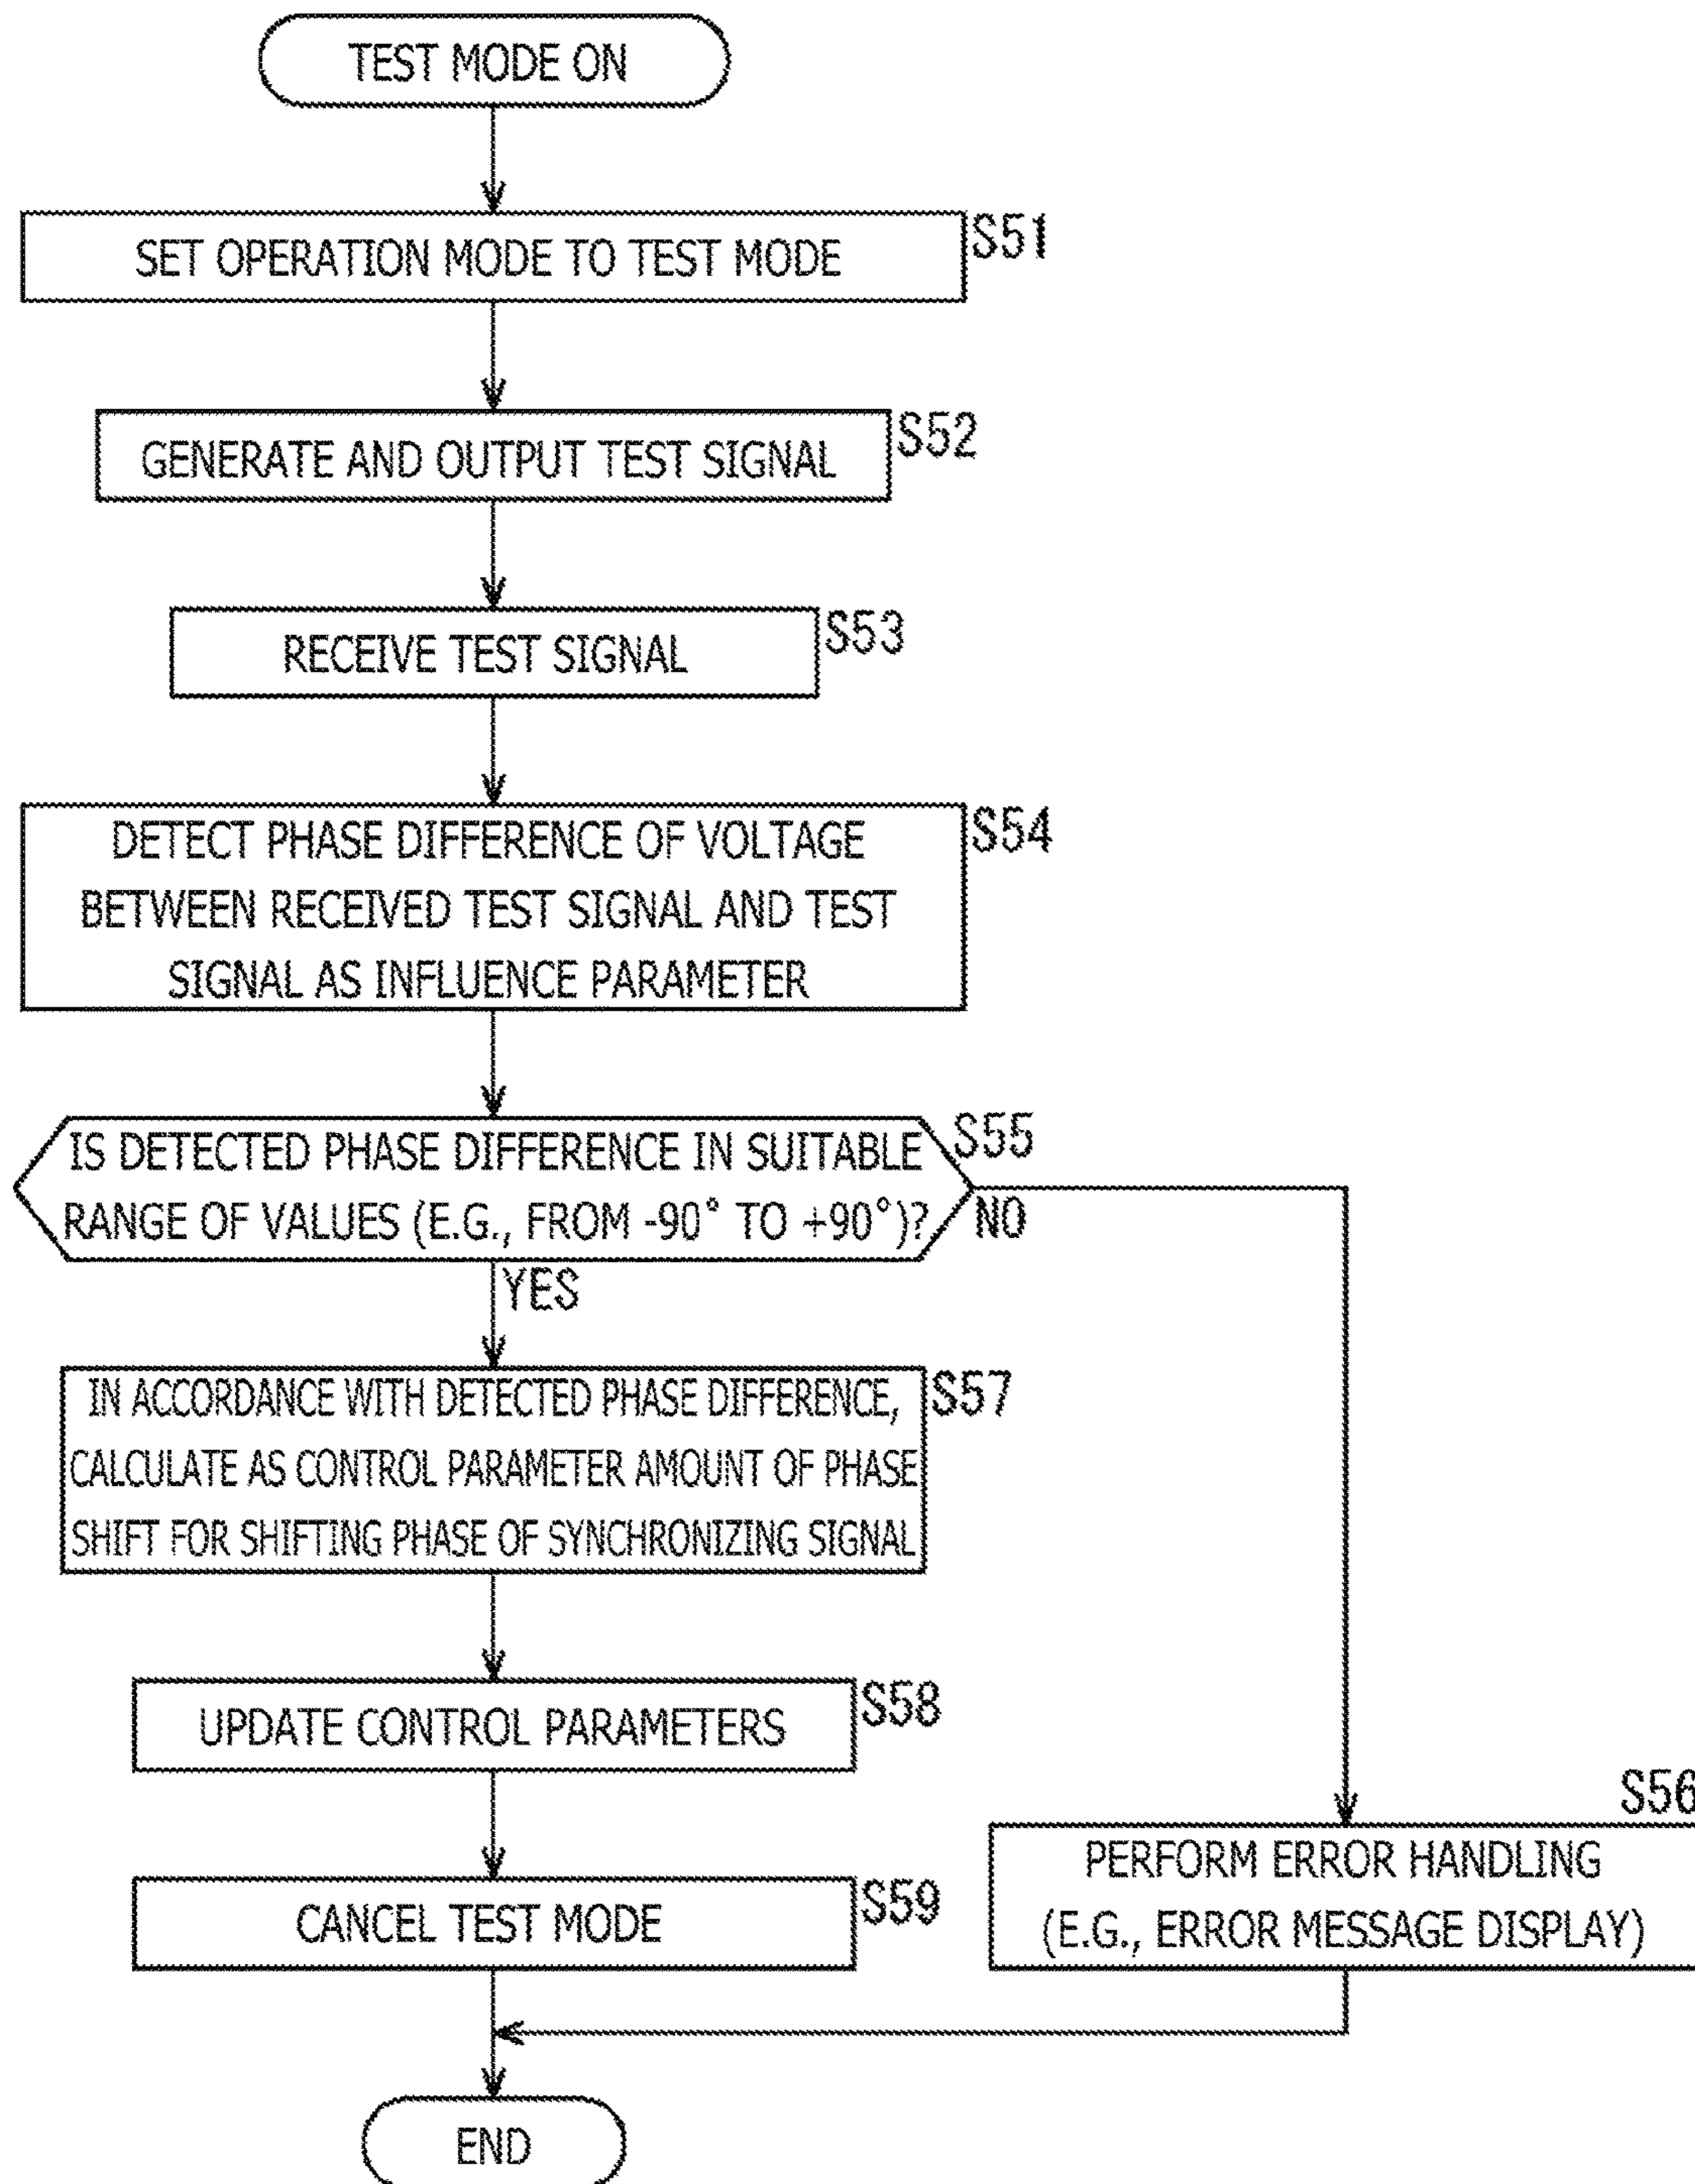 TEST MODE ON
SET OPERATION MODE TO TEST MODE
S51
GENERATE AND OUTPUT TEST SIGNAL
S52
RECEIVE TEST SIGNAL
S53
DETECT PHASE DIFFERENCE OF VOLTAGE
BETWEEN RECEIVED TEST SIGNAL AND TEST
SIGNAL AS INFLUENCE PARAMETER
S54
IS DETECTED PHASE DIFFERENCE IN SUITABLE
RANGE OF VALUES (E.G., FROM -90° TO +90°)?
S55
NO
YES
IN ACCORDANCE WITH DETECTED PHASE DIFFERENCE,
CALCULATE AS CONTROL PARAMETER AMOUNT OF PHASE
SHIFT FOR SHIFTING PHASE OF SYNCHRONIZING SIGNAL
S57
UPDATE CONTROL PARAMETERS
S58
S56
PERFORM ERROR HANDLING
(E.G., ERROR MESSAGE DISPLAY)
CANCEL TEST MODE
S59
END